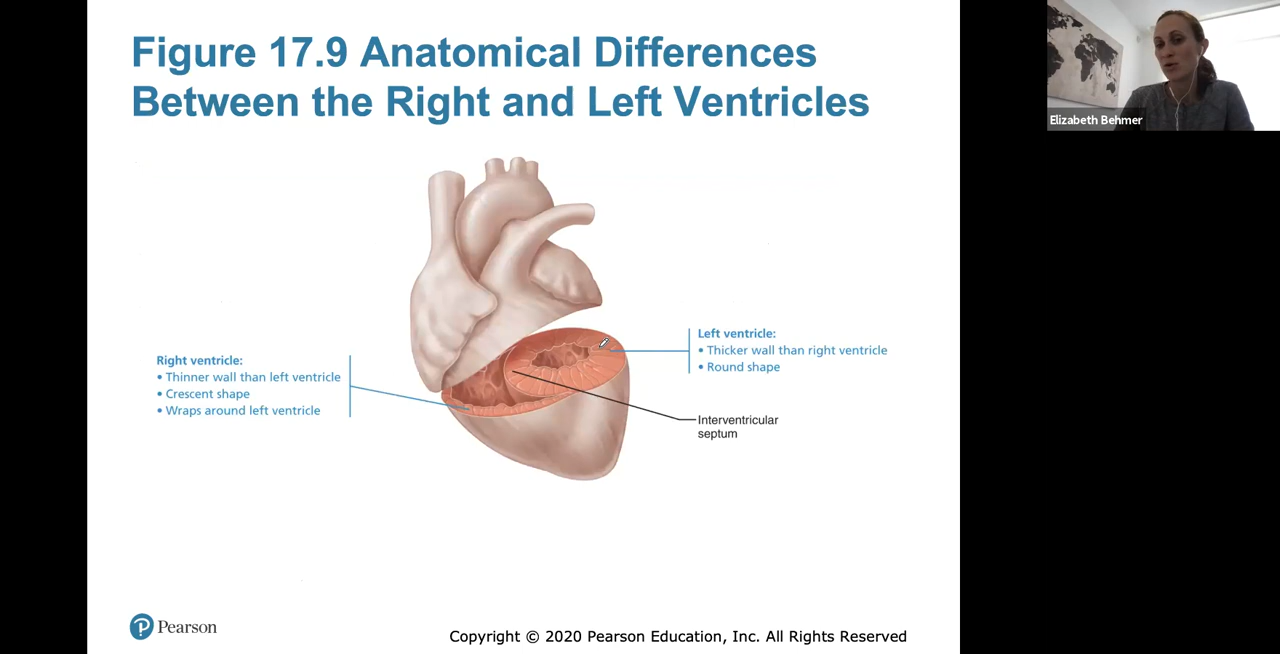 Figure 17.9 Anatomical Differences
Between the Right and Left Ventricles
Elizabeth Behmer
Right ventricle:
• Thinner wall than left ventricle
• Crescent shape
• Wraps around left ventricle
Left ventricle:
• Thicker wall than right ventricle
• Round shape
Interventricular
septum
Pearson
Copyright © 2020 Pearson Education, Inc. All Rights Reserved